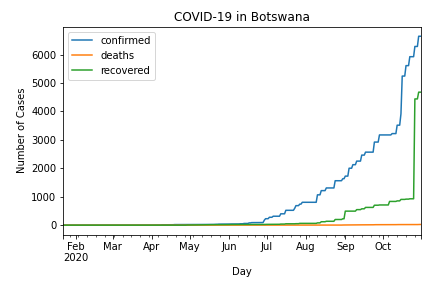 COVID-19 in Botswana
confirmed
deaths
recovered
Number of Cases
6000
5000
4000
3000
2000
1000
0
Feb Mar Apr May Jun Jul Aug Sep Oct
2020
Day